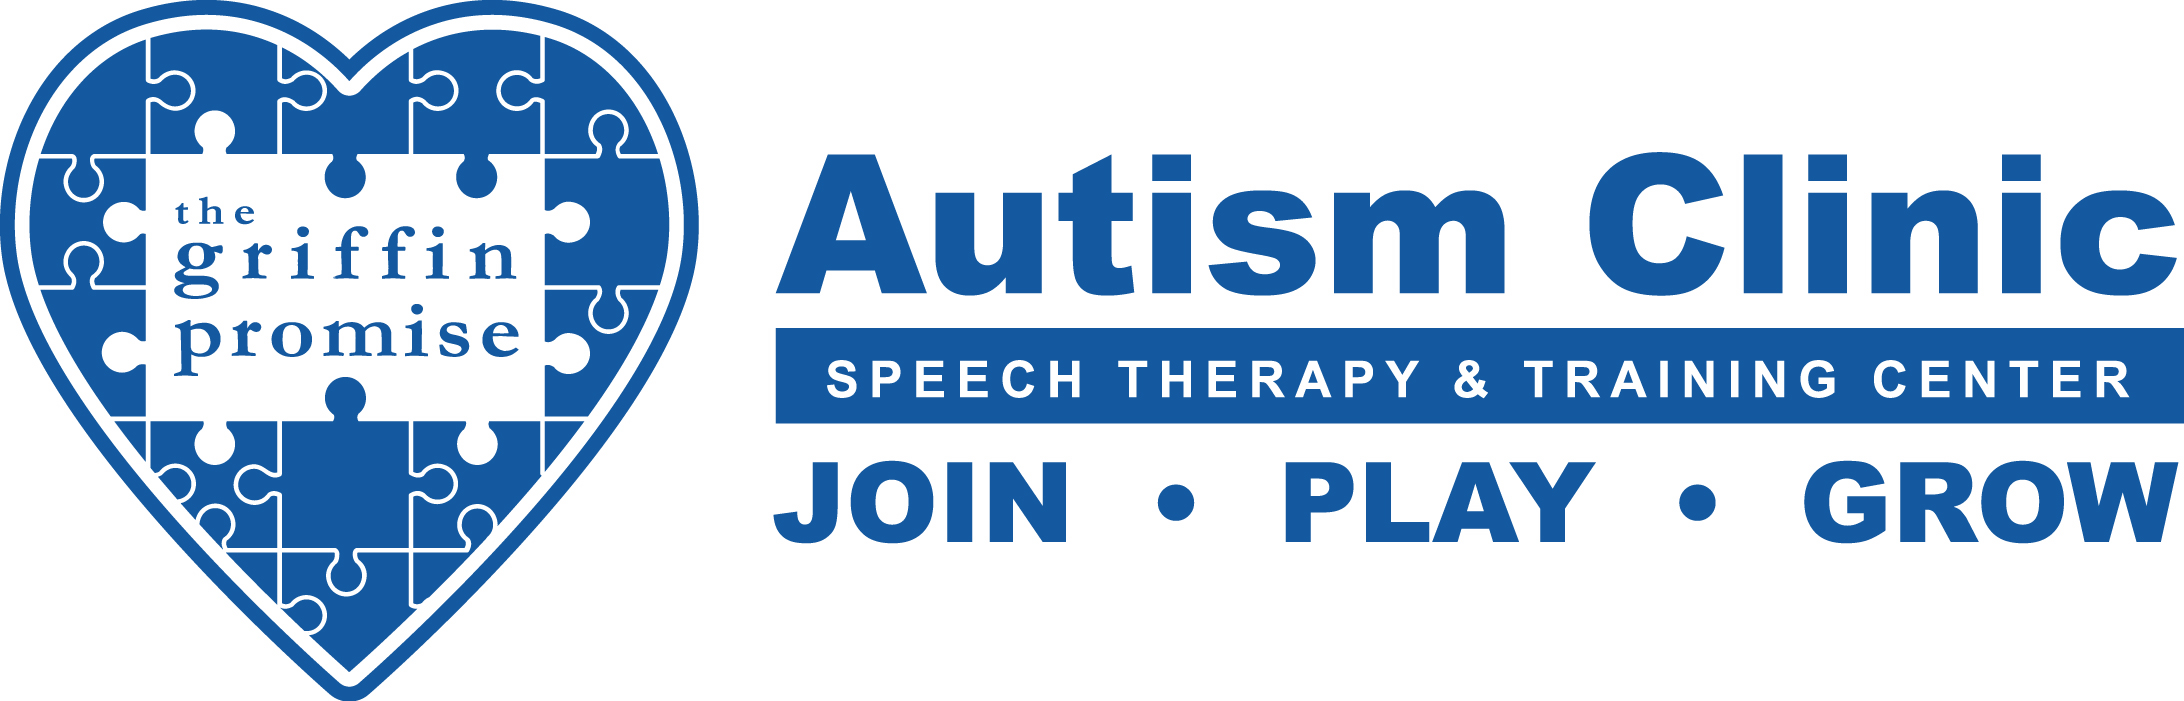 the
griffin
promise
Autism Clinic
SPEECH THERAPY & TRAINING CENTER
JOIN • PLAY • GROW